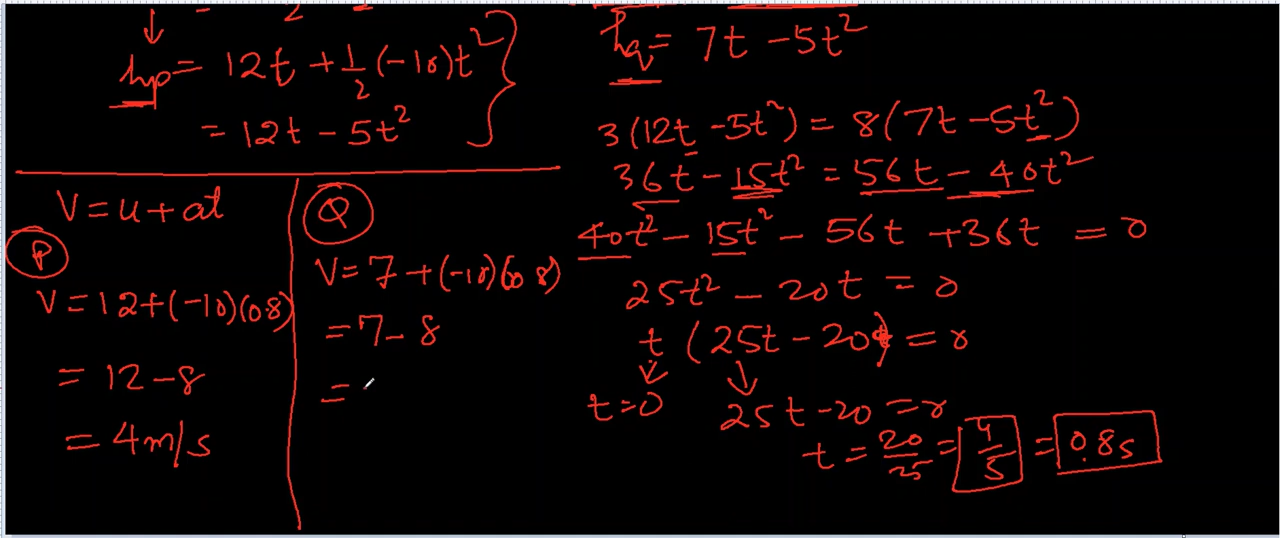 hp = 12t + 1/2 (-10)t²
= 12t - 5t²
hq = 7t - 5t²
3(12t - 5t²) = 8(7t - 5t²)
36t - 15t² = 56t - 40t²
40t² - 15t² - 56t + 36t = 0
25t² - 20t = 0
t (25t - 20) = 0
t = 0 25t - 20 = 0
t = 20/25 = 4/5 = 0.8s
V = u + at
P
V = 12 + (-10)(0.8)
= 12 - 8
= 4m/s
Q
V = 7 + (-10)(0.8)
= 7 - 8
=